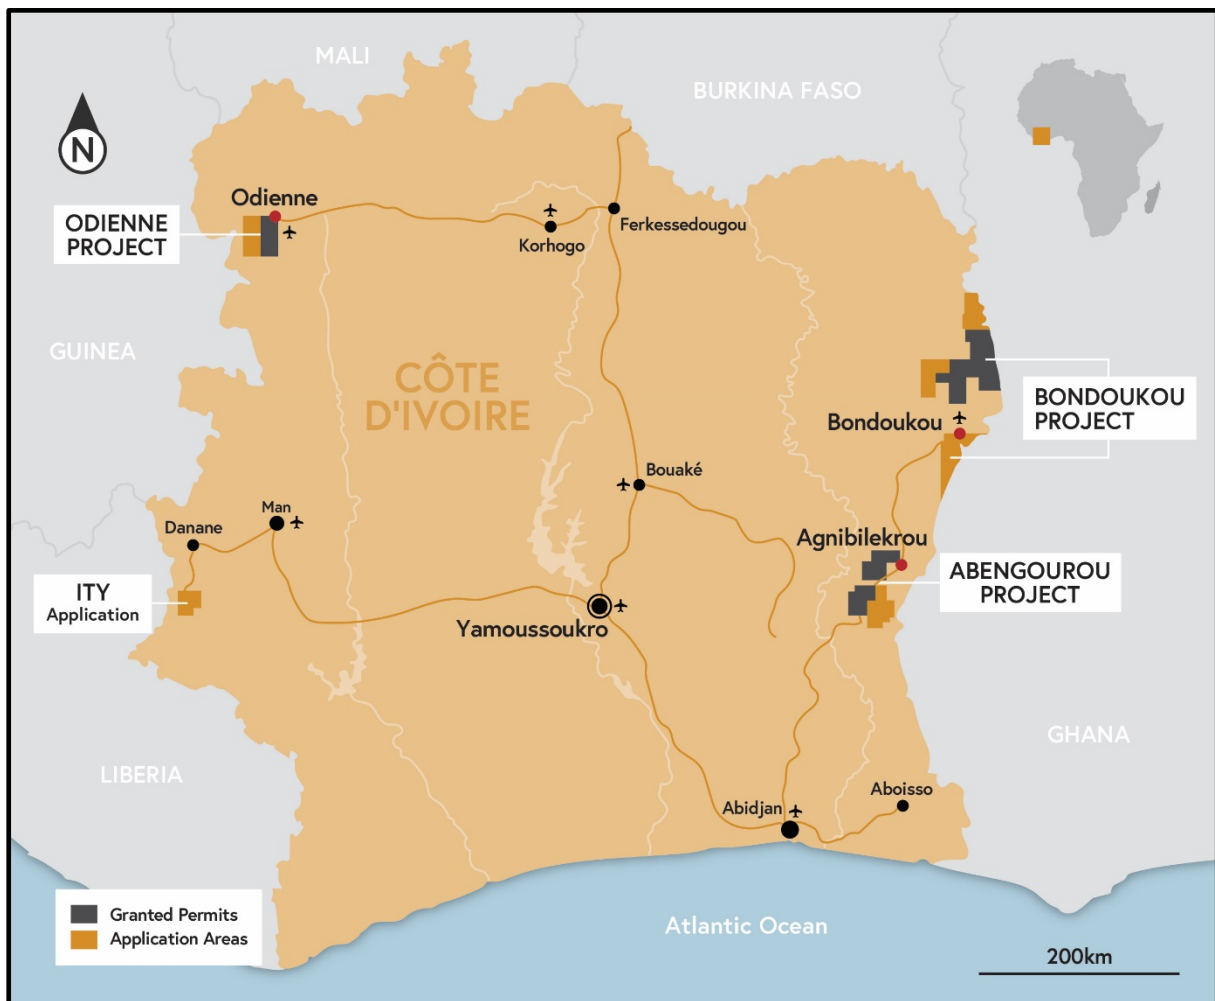 MALI
BURKINA FASO
N
Odienne
ODIENNE
PROJECT
Korhogo
Ferkessedougou
GUINEA
CÔTE
D'IVOIRE
BONDOUKOU
PROJECT
Bondoukou
Bouaké
Man
Danane
Agnibilekrou
ABENGOUROU
PROJECT
ITY
Application
Yamoussoukro
GHANA
LIBERIA
Abidjan
Aboisso
Granted Permits
Application Areas
Atlantic Ocean
200km